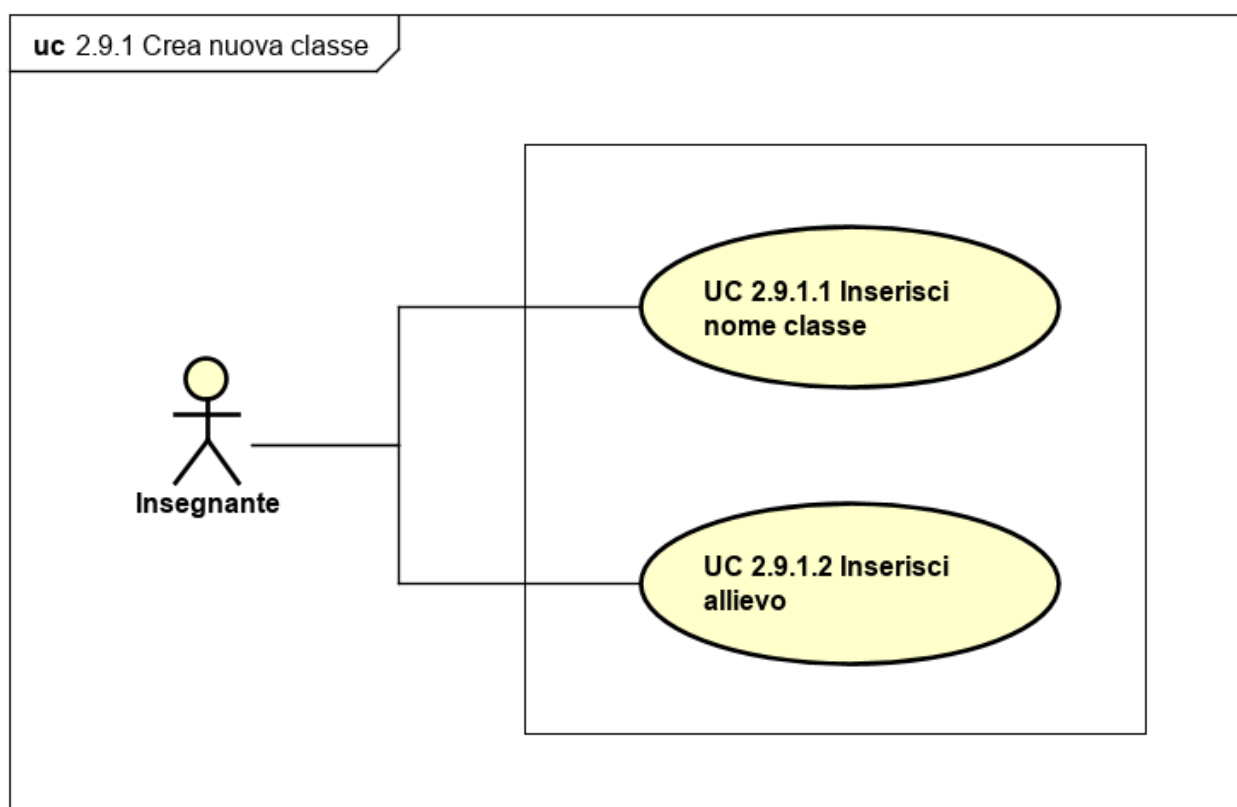 uc 2.9.1 Crea nuova classe
UC 2.9.1.1 Inserisci
nome classe
Insegnante
UC 2.9.1.2 Inserisci
allievo